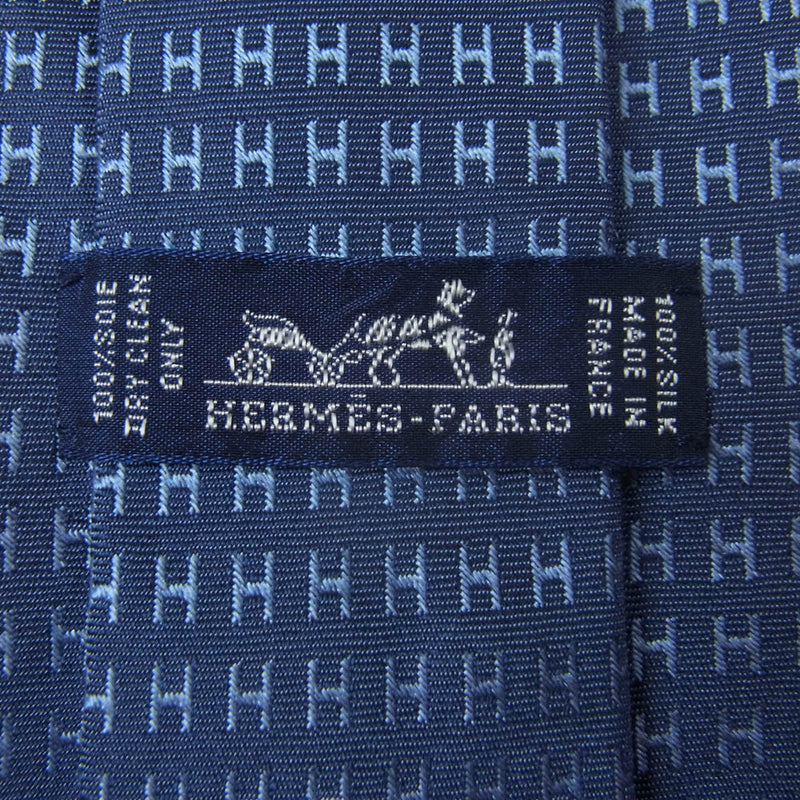 100%SOIE
DRY CLEAN
ONLY
HERMÈS-PARIS
100%SILK
MADE IN
FRANCE